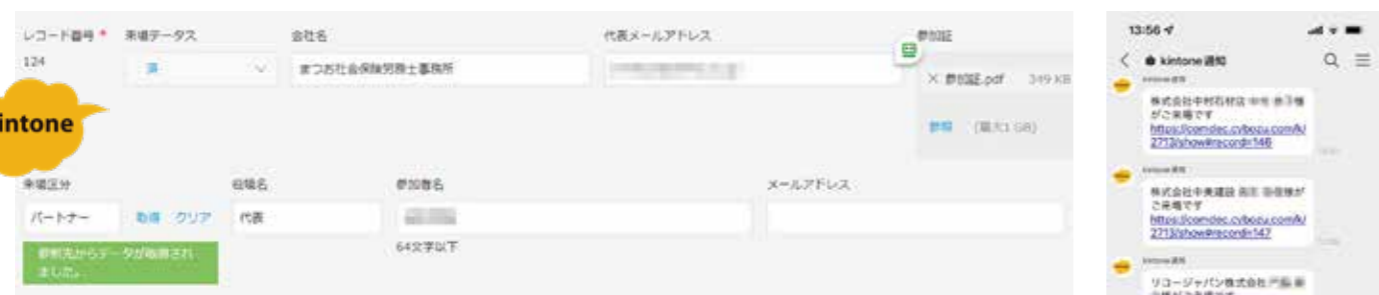 レコード番号 * 来場データス 会社名 代表メールアドレス 参加証
124 済 まつお社会保険労務士事務所
× 参加証.pdf 349 KB
参照 (最大1 GB)
intone
来場区分 役職名 参加者名 メールアドレス
パートナー 取得 クリア 代表
64文字以下
参照先からデータが取得され
ました。
13:56
kintone通知
kintone通知
株式会社中村石材店
がご来場です
https://comdec.cybozu.com/k/
2713/show#record=146
kintone通知
株式会社中美建設
ご来場です
https://comdec.cybozu.com/k/
2713/show#record=147
kintone通知
リコージャパン株式会社